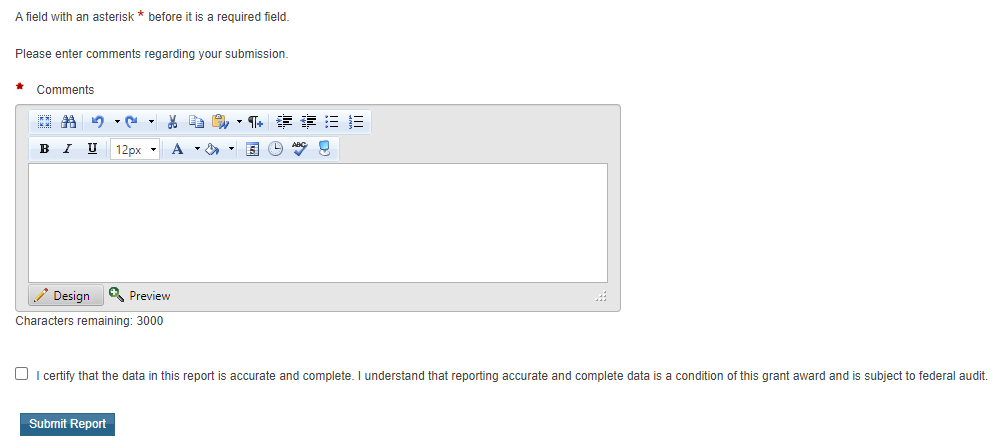 A field with an asterisk * before it is a required field.
Please enter comments regarding your submission.
* Comments
B I U 12px A ABC
Design Preview
Characters remaining: 3000
I certify that the data in this report is accurate and complete. I understand that reporting accurate and complete data is a condition of this grant award and is subject to federal audit.
Submit Report